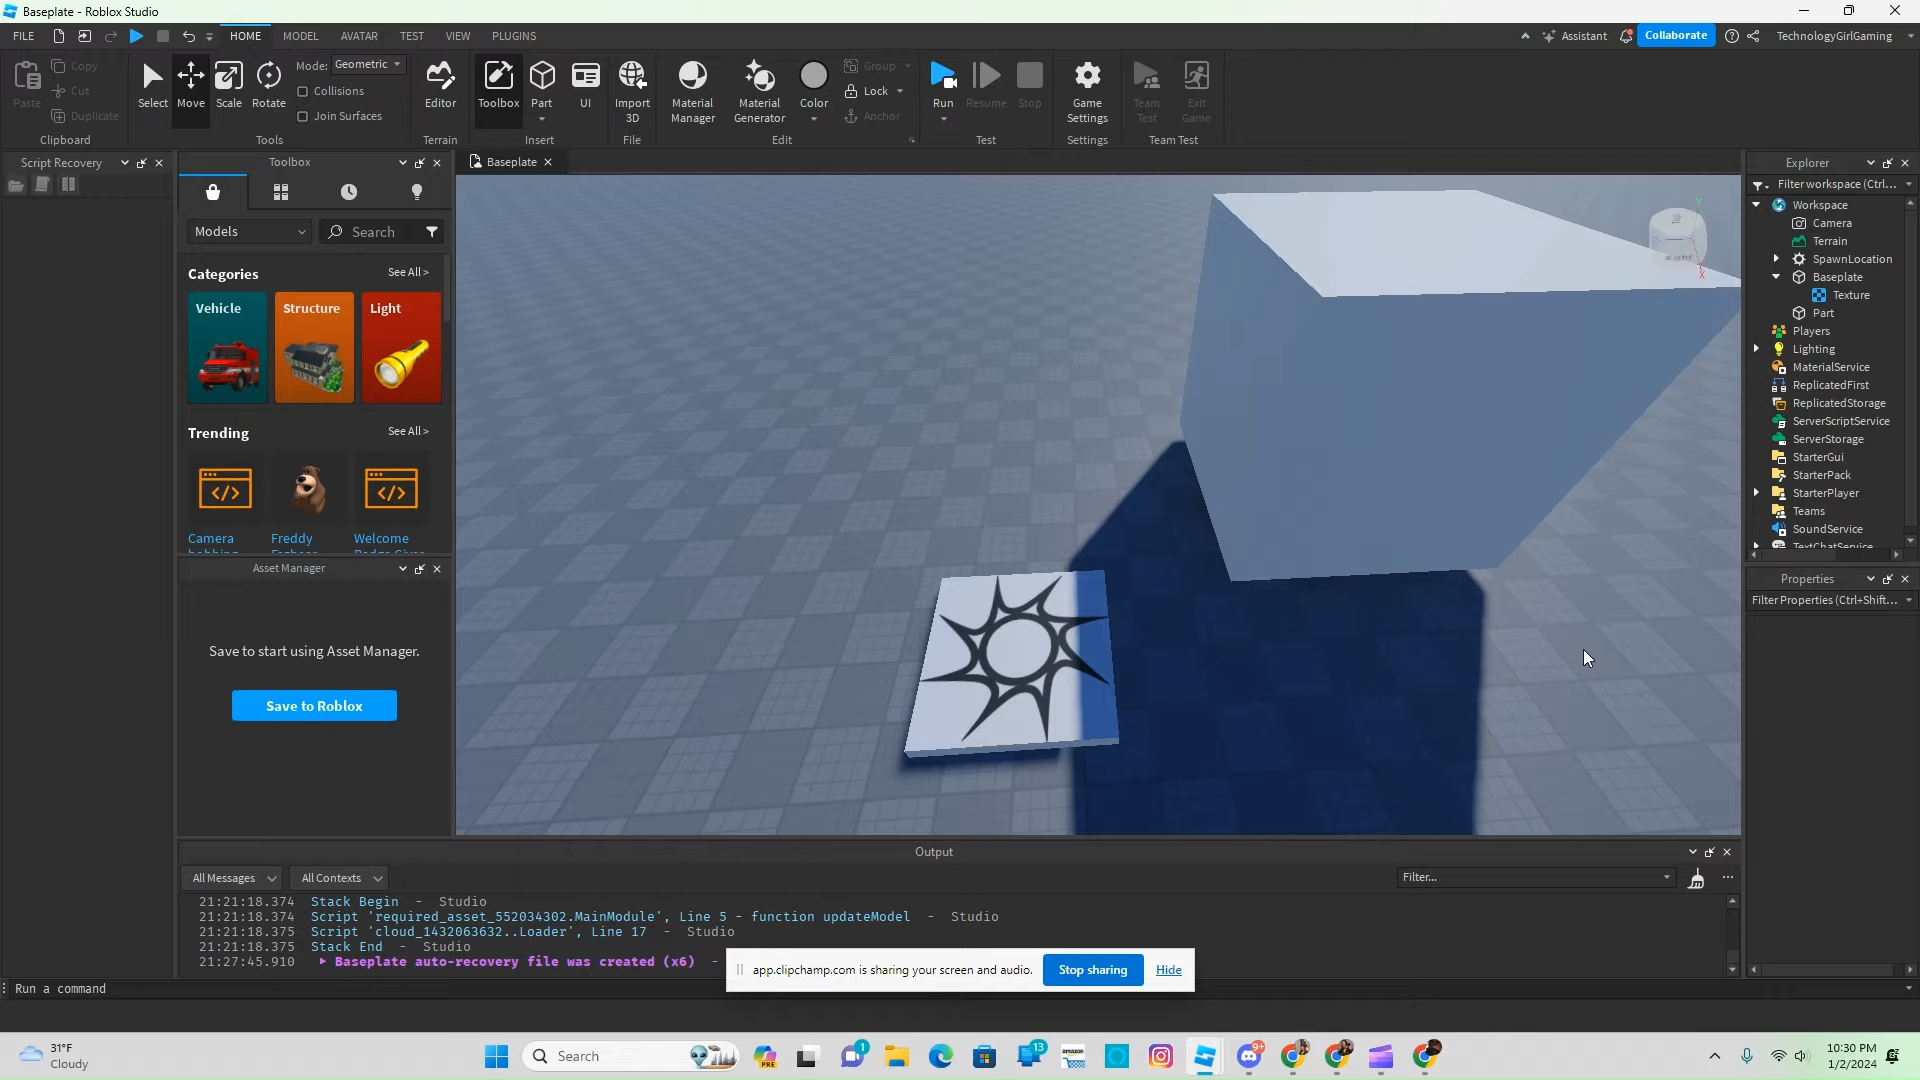 Baseplate - Roblox Studio
FILE HOME MODEL AVATAR TEST VIEW PLUGINS Assistant Collaborate TechnologyGirlGaming
Paste Copy Cut Duplicate
Clipboard
Select Move Scale Rotate
Mode: Geometric
Collisions
Join Surfaces
Tools
Editor
Terrain
Toolbox Part UI
Insert
Import 3D
File
Material Manager
Material Generator
Color
Group
Lock
Anchor
Edit
Run Resume Stop
Test
Game Settings
Settings
Team Test
Exit Game
Team Test
Script Recovery
Toolbox
Models Search
Categories See All >
Vehicle Structure Light
Trending See All >
Camera Freddy Welcome
Asset Manager
Save to start using Asset Manager.
Save to Roblox
Baseplate
Right
Y
Z
X
Explorer
Filter workspace (Ctrl...
Workspace
Camera
Terrain
SpawnLocation
Baseplate
Texture
Part
Players
Lighting
MaterialService
ReplicatedFirst
ReplicatedStorage
ServerScriptService
ServerStorage
StarterGui
StarterPack
StarterPlayer
Teams
SoundService
TextChatService
Properties
Filter Properties (Ctrl+Shift...
Output
All Messages All Contexts Filter...
21:21:18.374 Stack Begin - Studio
21:21:18.374 Script 'required_asset_552034302.MainModule', Line 5 - function updateModel - Studio
21:21:18.375 Script 'cloud_1432063632..Loader', Line 17 - Studio
21:21:18.375 Stack End - Studio
21:27:45.910 Baseplate auto-recovery file was created (x6) -
app.clipchamp.com is sharing your screen and audio. Stop sharing Hide
Run a command
31°F
Cloudy
Search
PRE
1
13
amazon
9+
10:30 PM
1/2/2024